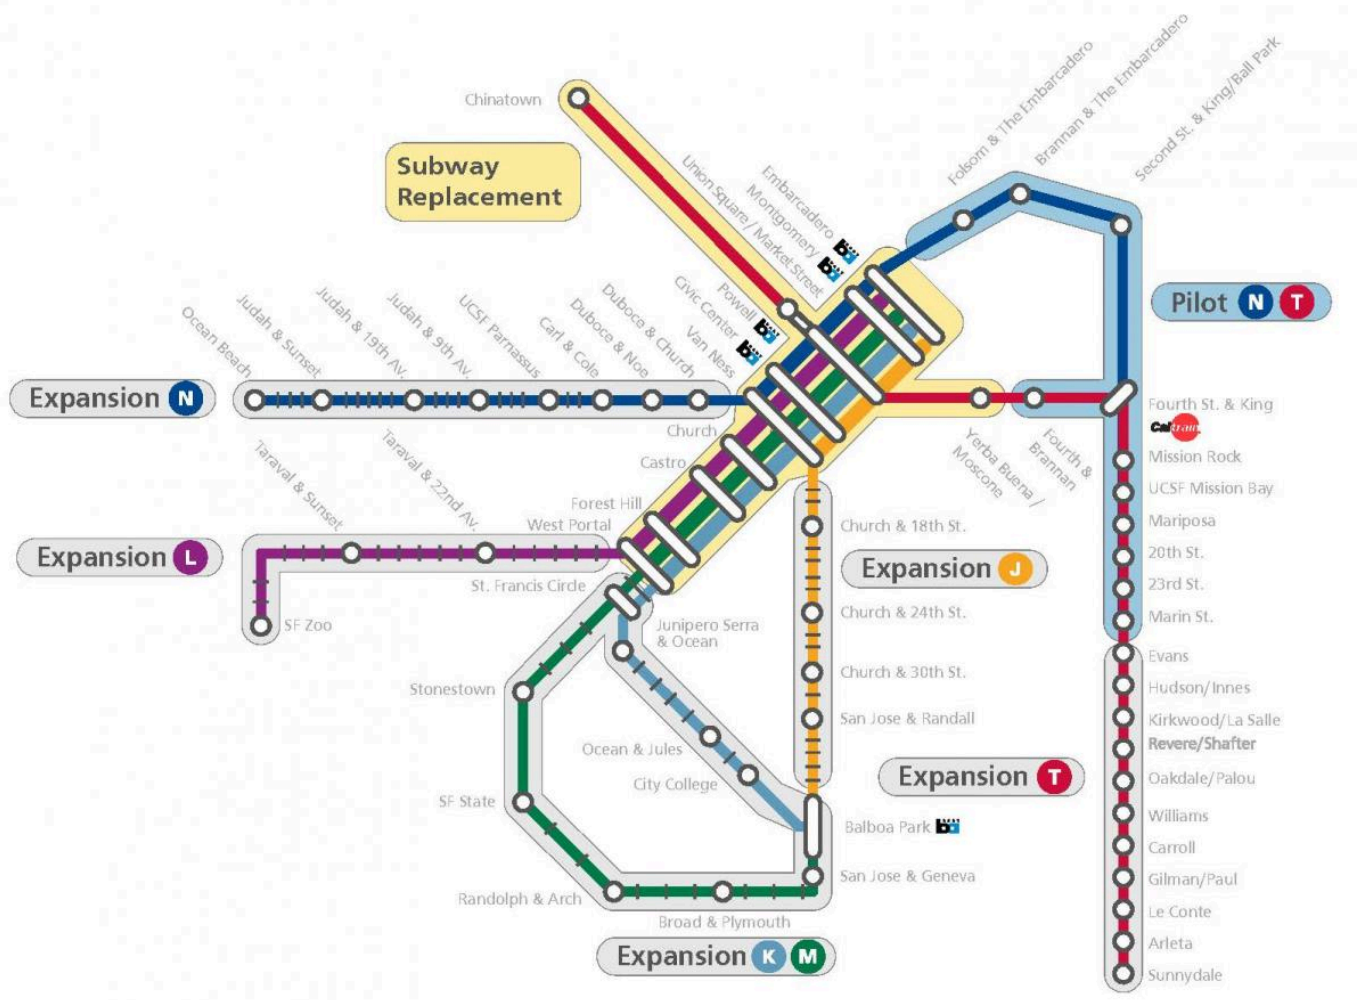 Chinatown
Subway
Replacement
Union Square / Market Street
Montgomery
Embarcadero
ba
ba
Folsom & The Embarcadero
Brannan & The Embarcadero
Second St. & King/Ball Park
Pilot N T
Expansion N
Ocean Beach
Judah & Sunset
Judah & 19th Av.
Judah & 9th Av.
UCSF Parnassus
Carl & Cole
Duboce & Noe
Duboce & Church
Van Ness
Civic Center
ba
Powell
ba
Church
Castro
Forest Hill
West Portal
Yerba Buena /
Moscone
Fourth &
Brannan
Fourth St. & King
Caltrain
Mission Rock
UCSF Mission Bay
Mariposa
20th St.
23rd St.
Marin St.
Expansion L
Taraval & Sunset
Taraval & 22nd Av.
SF Zoo
St. Francis Circle
Junipero Serra
& Ocean
Church & 18th St.
Expansion J
Church & 24th St.
Church & 30th St.
San Jose & Randall
Stonestown
Ocean & Jules
City College
SF State
Balboa Park ba
San Jose & Geneva
Randolph & Arch
Broad & Plymouth
Expansion K M
Expansion T
Evans
Hudson/Innes
Kirkwood/La Salle
Revere/Shafter
Oakdale/Palou
Williams
Carroll
Gilman/Paul
Le Conte
Arleta
Sunnydale